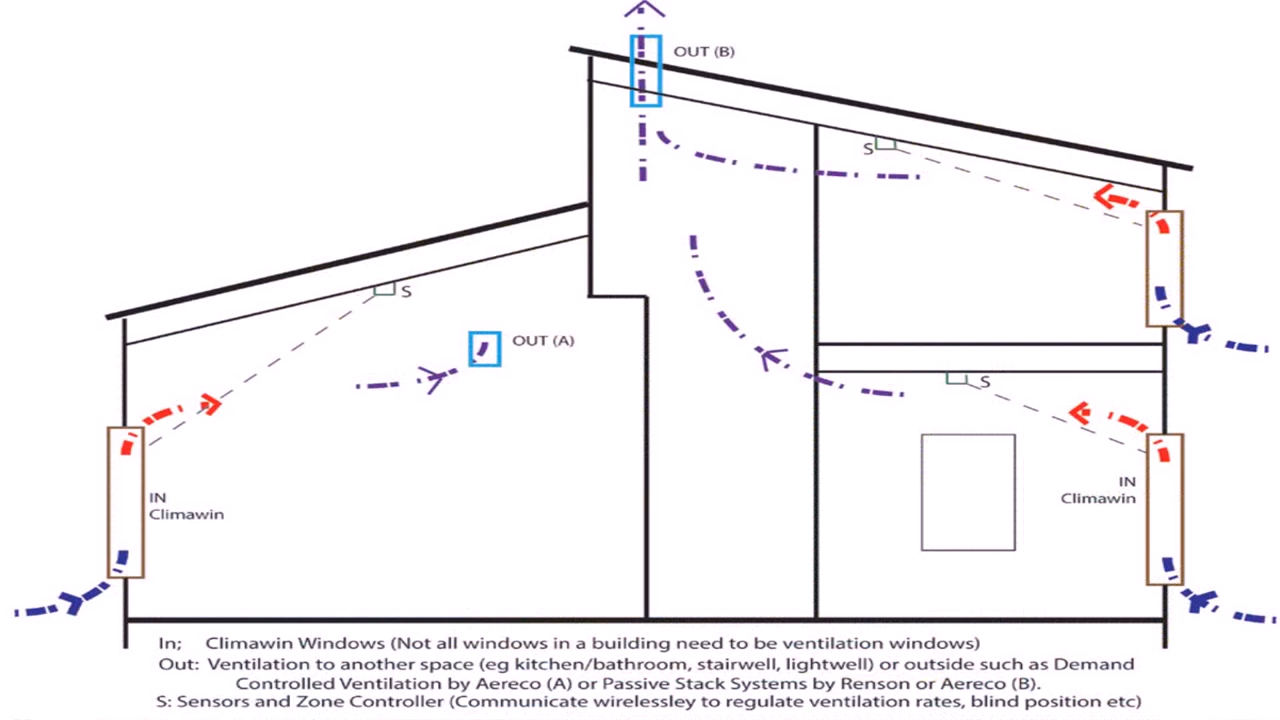 OUT (B)
S
S
OUT (A)
S
IN
Climawin
IN
Climawin
In; Climawin Windows (Not all windows in a building need to be ventilation windows)
Out: Ventilation to another space (eg kitchen/bathroom, stairwell, lightwell) or outside such as Demand
Controlled Ventilation by Aereco (A) or Passive Stack Systems by Renson or Aereco (B).
S: Sensors and Zone Controller (Communicate wirelessley to regulate ventilation rates, blind position etc)